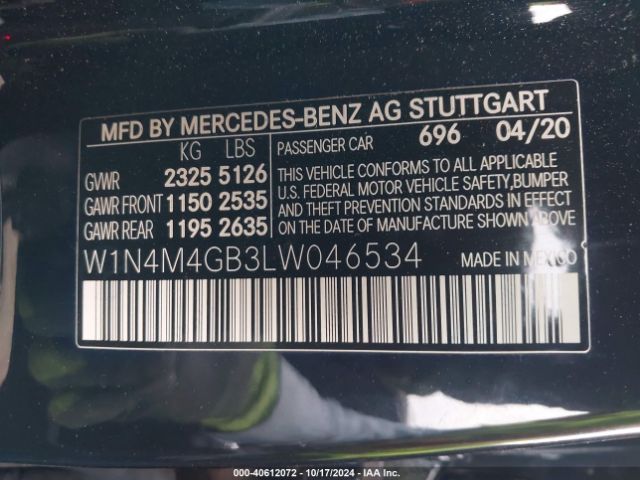 MFD BY MERCEDES-BENZ AG STUTTGART
KG LBS
GVWR 2325 5126
GAWR FRONT 1150 2535
GAWR REAR 1195 2635
PASSENGER CAR 696 04/20
THIS VEHICLE CONFORMS TO ALL APPLICABLE
U.S. FEDERAL MOTOR VEHICLE SAFETY,BUMPER
AND THEFT PREVENTION STANDARDS IN EFFECT
ON THE DATE OF MANUFACTURE SHOWN ABOVE.
W1N4M4GB3LW046534 MADE IN MEXICO
000-40612072 | 10/17/2024 | IAA Inc.